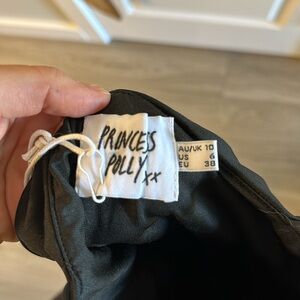 PRINCESS
POLLY xx
AU/UK 10
US 6
EU 38